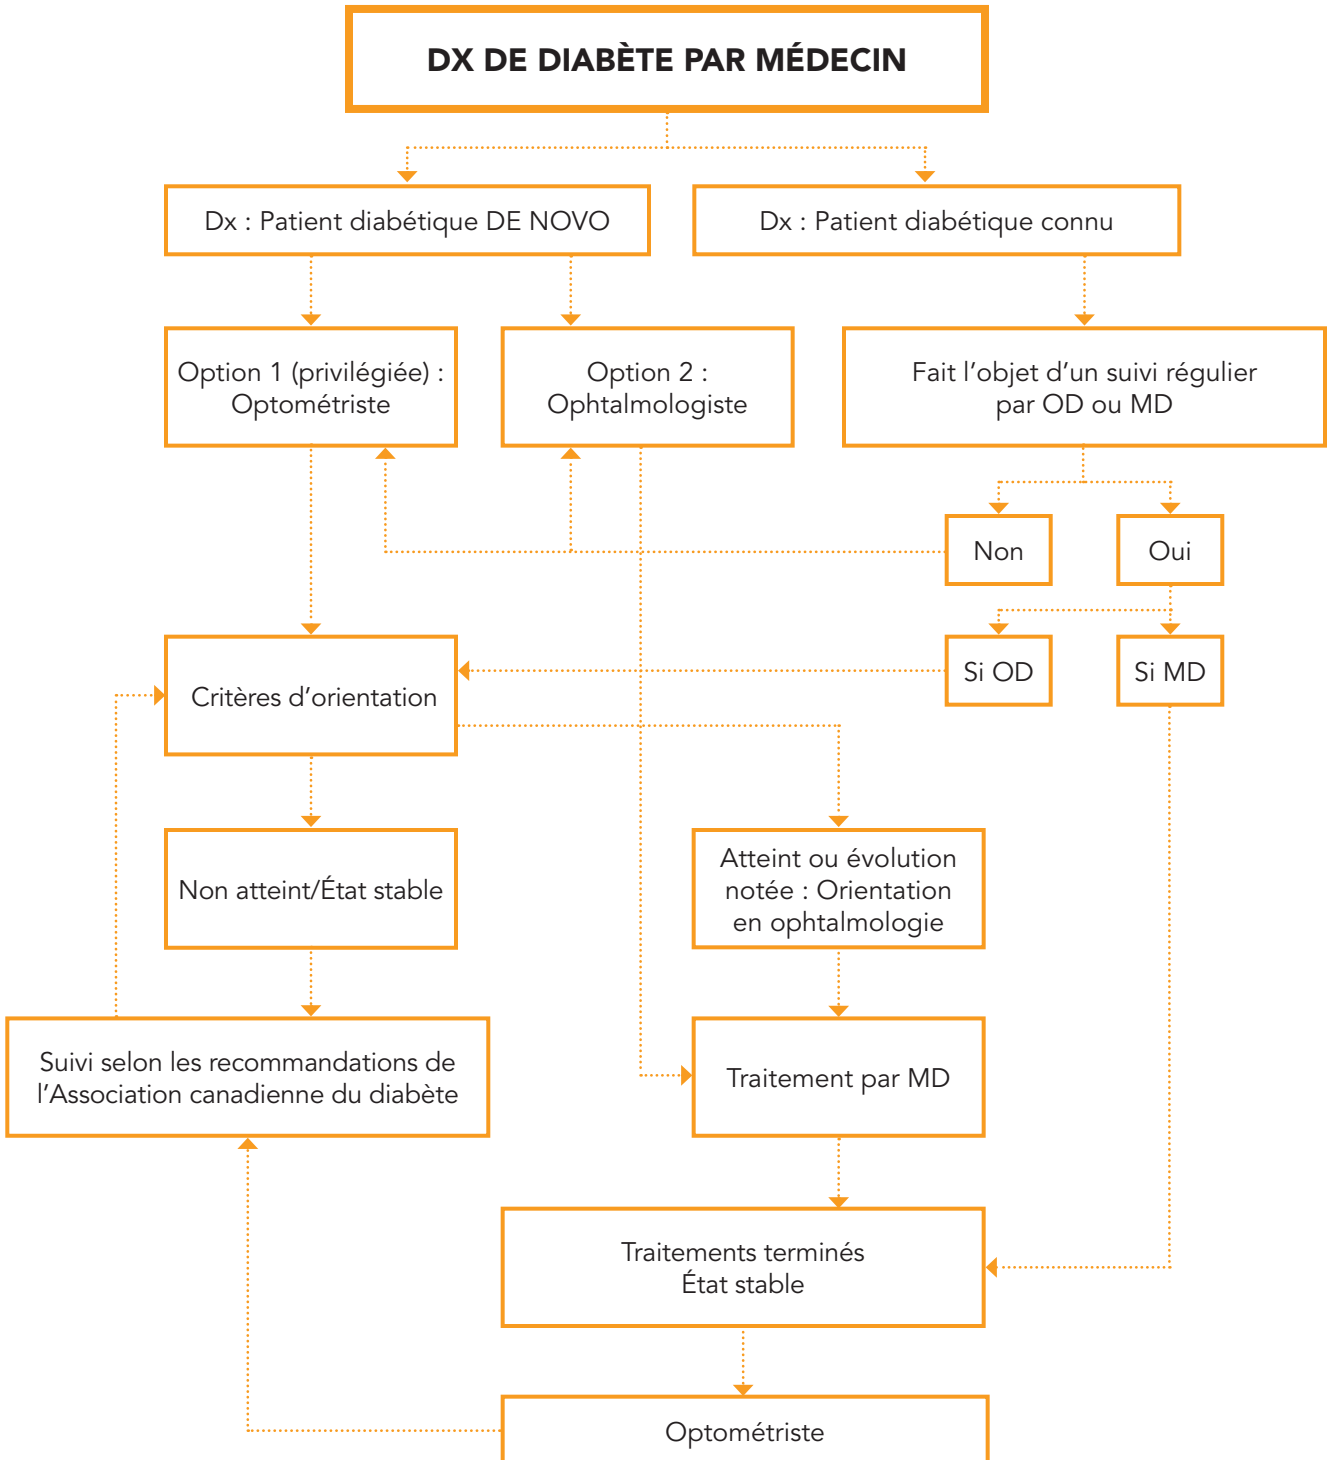 DX DE DIABÈTE PAR MÉDECIN
Dx : Patient diabétique DE NOVO
Dx : Patient diabétique connu
Option 1 (privilégiée) :
Optométriste
Option 2 :
Ophtalmologiste
Fait l’objet d’un suivi régulier
par OD ou MD
Non
Oui
Si OD
Si MD
Critères d’orientation
Non atteint/État stable
Atteint ou évolution
notée : Orientation
en ophtalmologie
Suivi selon les recommandations de
l’Association canadienne du diabète
Traitement par MD
Traitements terminés
État stable
Optométriste